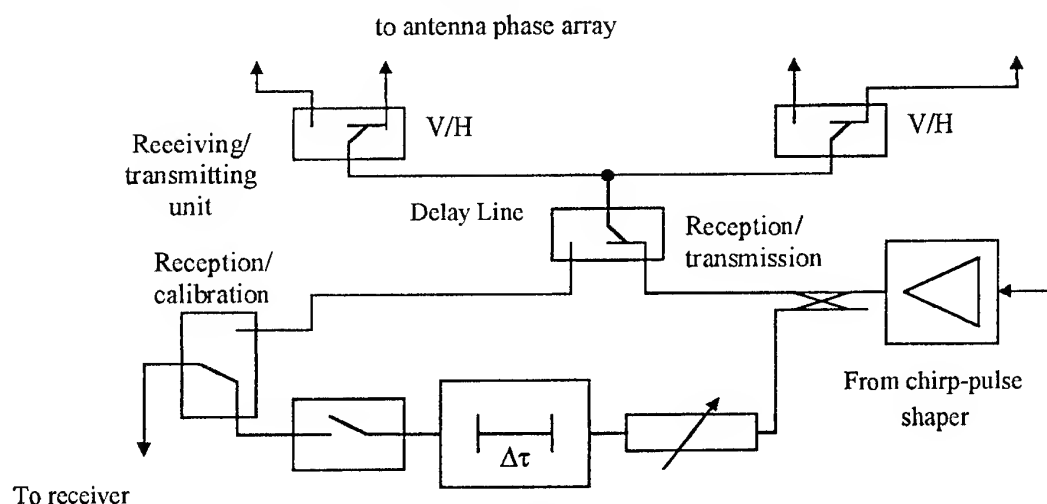 to antenna phase array
V/H
V/H
Receiving/
transmitting
unit
Delay Line
Reception/
transmission
Reception/
calibration
From chirp-pulse
shaper
Δτ
To receiver